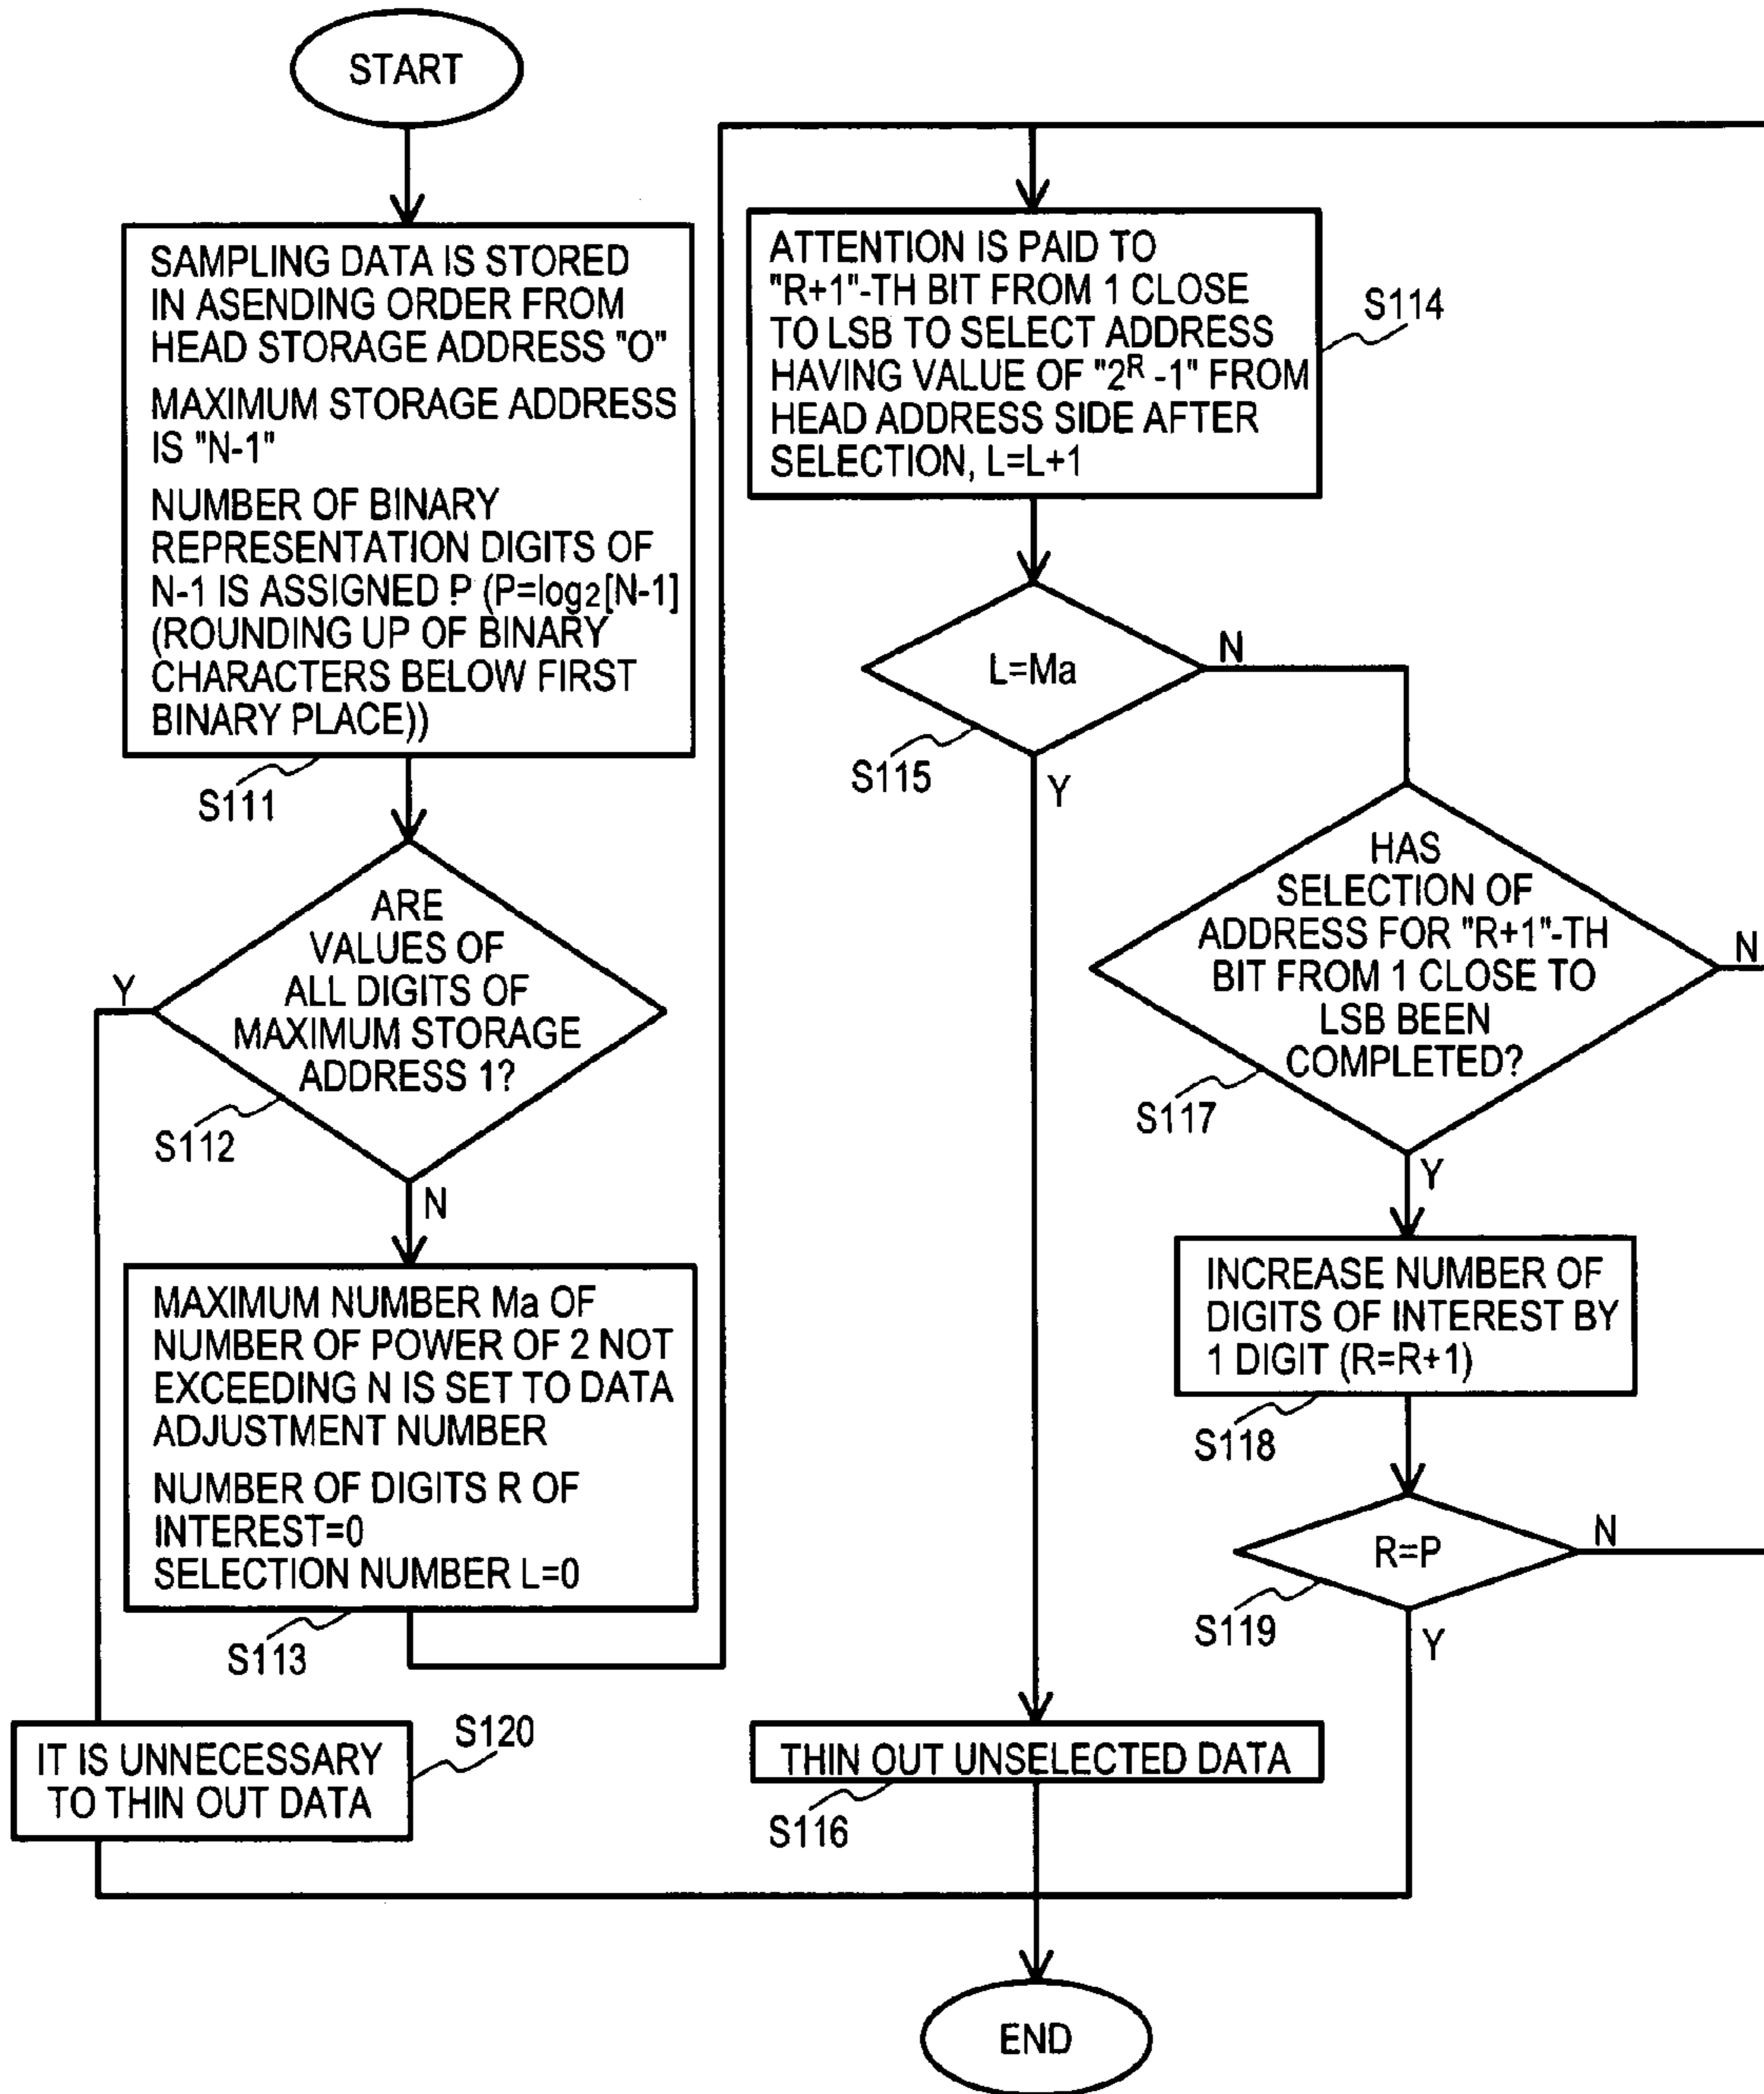 START
SAMPLING DATA IS STORED
IN ASENDING ORDER FROM
HEAD STORAGE ADDRESS "O"
MAXIMUM STORAGE ADDRESS
IS "N-1"
NUMBER OF BINARY
REPRESENTATION DIGITS OF
N-1 IS ASSIGNED P (P=log₂[N-1]
(ROUNDING UP OF BINARY
CHARACTERS BELOW FIRST
BINARY PLACE))
S111
ARE
VALUES OF
ALL DIGITS OF
MAXIMUM STORAGE
ADDRESS 1?
Y
S112
N
MAXIMUM NUMBER Ma OF
NUMBER OF POWER OF 2 NOT
EXCEEDING N IS SET TO DATA
ADJUSTMENT NUMBER
NUMBER OF DIGITS R OF
INTEREST=0
SELECTION NUMBER L=0
S113
IT IS UNNECESSARY
TO THIN OUT DATA
S120
ATTENTION IS PAID TO
"R+1"-TH BIT FROM 1 CLOSE
TO LSB TO SELECT ADDRESS
HAVING VALUE OF "2ᴿ -1" FROM
HEAD ADDRESS SIDE AFTER
SELECTION, L=L+1
S114
L=Ma
N
S115
Y
HAS
SELECTION OF
ADDRESS FOR "R+1"-TH
BIT FROM 1 CLOSE TO
LSB BEEN
COMPLETED?
N
S117
Y
INCREASE NUMBER OF
DIGITS OF INTEREST BY
1 DIGIT (R=R+1)
S118
R=P
N
S119
Y
THIN OUT UNSELECTED DATA
S116
END